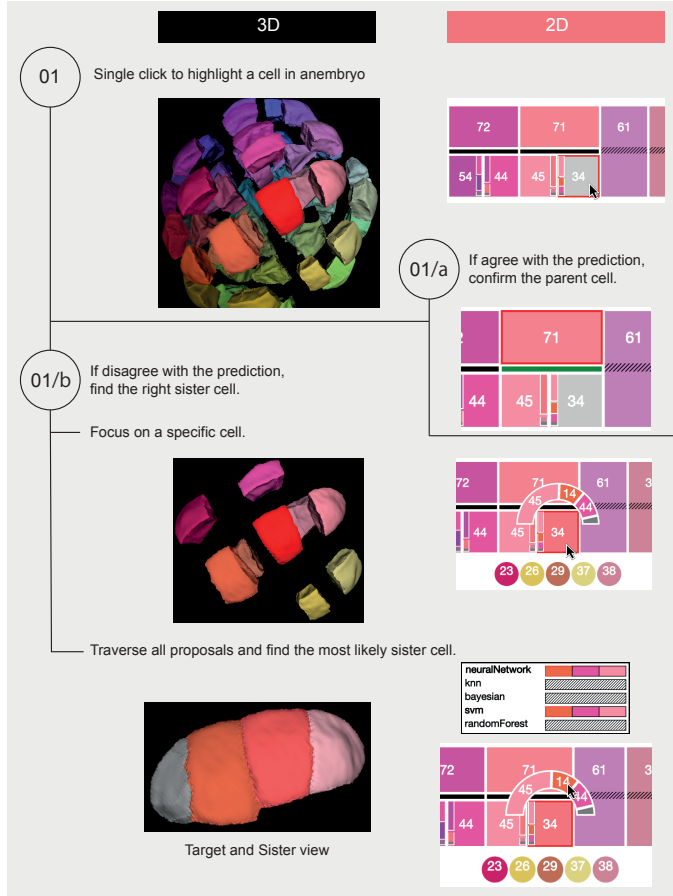 3D
2D
01
Single click to highlight a cell in anembryo
72 71 61
54 44 45 34
01/a
If agree with the prediction,
confirm the parent cell.
71 61
44 45 34
01/b
If disagree with the prediction,
find the right sister cell.
Focus on a specific cell.
72 71 61 3
45 14 44
44 45 34
23 26 29 37 38
Traverse all proposals and find the most likely sister cell.
neuralNetwork
knn
bayesian
svm
randomForest
72 71 61 3
45 14 44
44 45 34
23 26 29 37 38
Target and Sister view